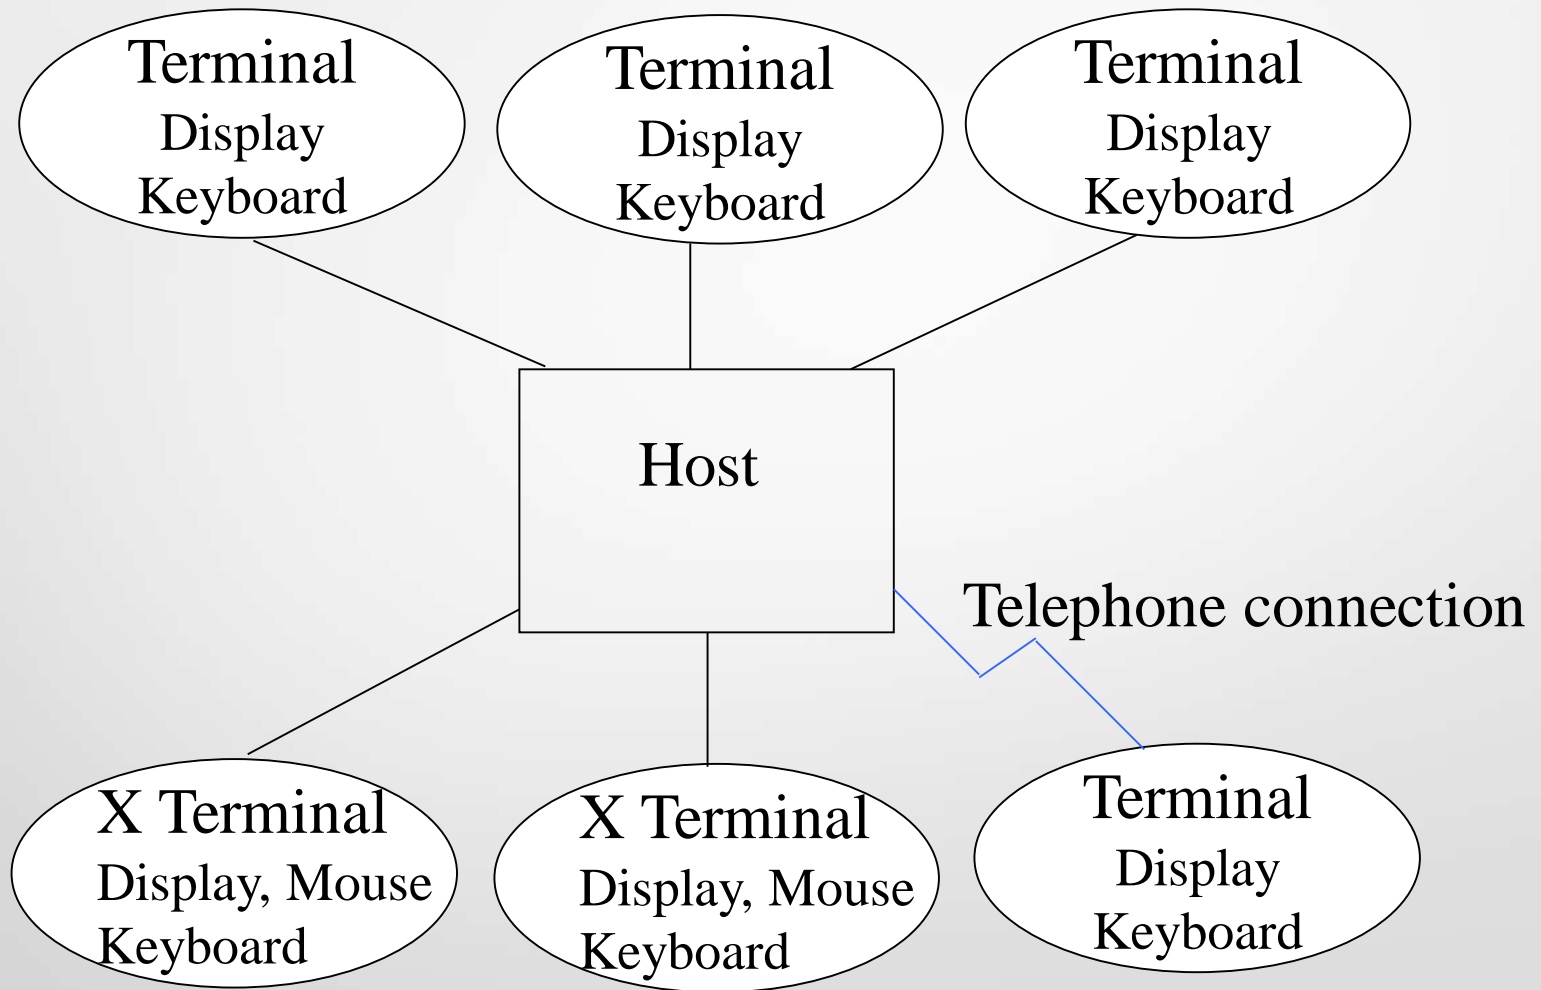 Terminal
Display
Keyboard
Terminal
Display
Keyboard
Terminal
Display
Keyboard
Host
Telephone connection
X Terminal
Display, Mouse
Keyboard
X Terminal
Display, Mouse
Keyboard
Terminal
Display
Keyboard